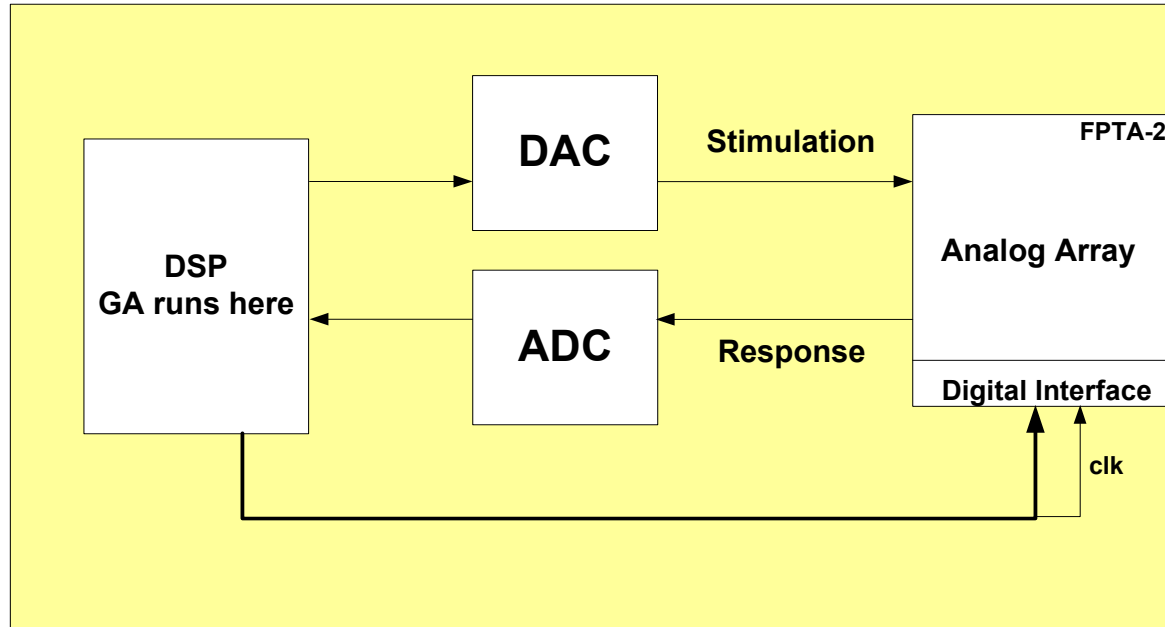 DSP
GA runs here
DAC
ADC
Stimulation
Response
FPTA-2
Analog Array
Digital Interface
clk